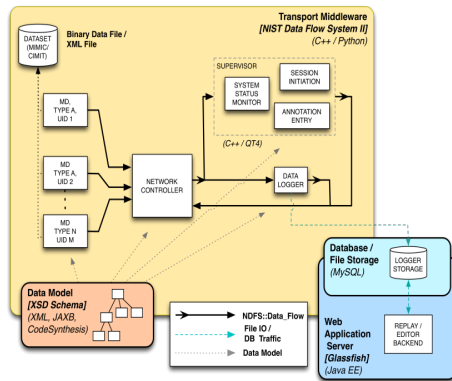 Transport Middleware
[NIST Data Flow System II]
(C++ / Python)
DATASET
(MIMIC/
CIMIT)
Binary Data File /
XML File
SUPERVISOR
SYSTEM
STATUS
MONITOR
SESSION
INITIATION
ANNOTATION
ENTRY
(C++ / QT4)
MD,
TYPE A,
UID 1
MD
TYPE A,
UID 2
MD
TYPE N
UID M
NETWORK
CONTROLLER
DATA
LOGGER
Database /
File Storage
(MySQL)
LOGGER
STORAGE
Data Model
[XSD Schema]
(XML, JAXB,
CodeSynthesis)
NDFS::Data_Flow
File IO /
DB Traffic
Data Model
Web
Application
Server
[Glassfish]
(Java EE)
REPLAY /
EDITOR
BACKEND